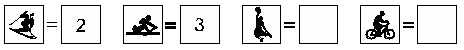 = 2 = 3 = =